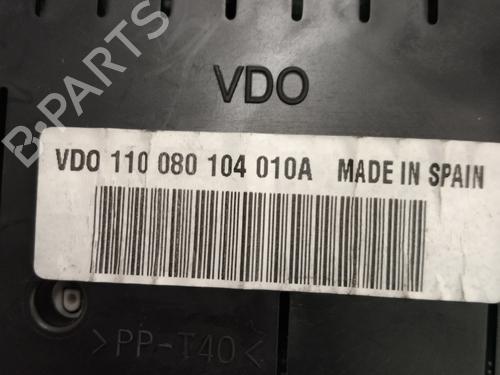 B-PARTS
VDO
VDO 110 080 104 010A MADE IN SPAIN
>PP-T40<